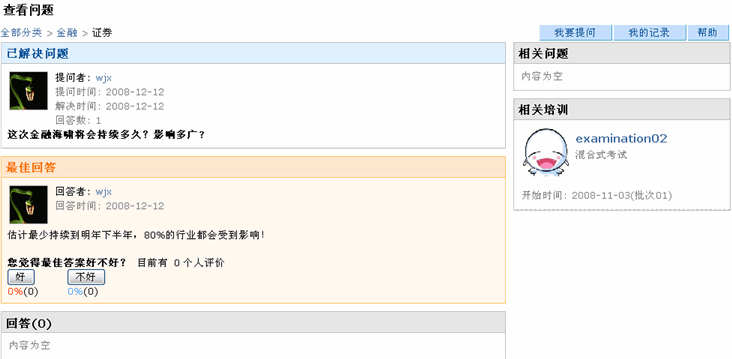 查看问题
全部分类 > 金融 > 证券
我要提问 我的记录 帮助
已解决问题
提问者: wjx
提问时间: 2008-12-12
解决时间: 2008-12-12
回答数: 1
这次金融海啸将会持续多久? 影响多广?
最佳回答
回答者: wjx
回答时间: 2008-12-12
估计最少持续到明年下半年, 80%的行业都会受到影响!
您觉得最佳答案好不好? 目前有 0 个人评价
好 不好
0%(0) 0%(0)
回答(0)
内容为空
相关问题
内容为空
相关培训
examination02
混合式考试
开始时间: 2008-11-03(批次01)